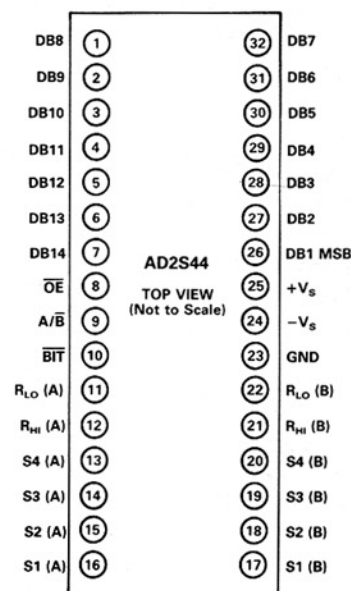 DB8 1 32 DB7
DB9 2 31 DB6
DB10 3 30 DB5
DB11 4 29 DB4
DB12 5 28 DB3
DB13 6 27 DB2
DB14 7 26 DB1 MSB
AD2S44
TOP VIEW
(Not to Scale)
O̅E̅ 8 25 +Vs
A/B̅ 9 24 −Vs
B̅I̅T̅ 10 23 GND
RLO (A) 11 22 RLO (B)
RHI (A) 12 21 RHI (B)
S4 (A) 13 20 S4 (B)
S3 (A) 14 19 S3 (B)
S2 (A) 15 18 S2 (B)
S1 (A) 16 17 S1 (B)